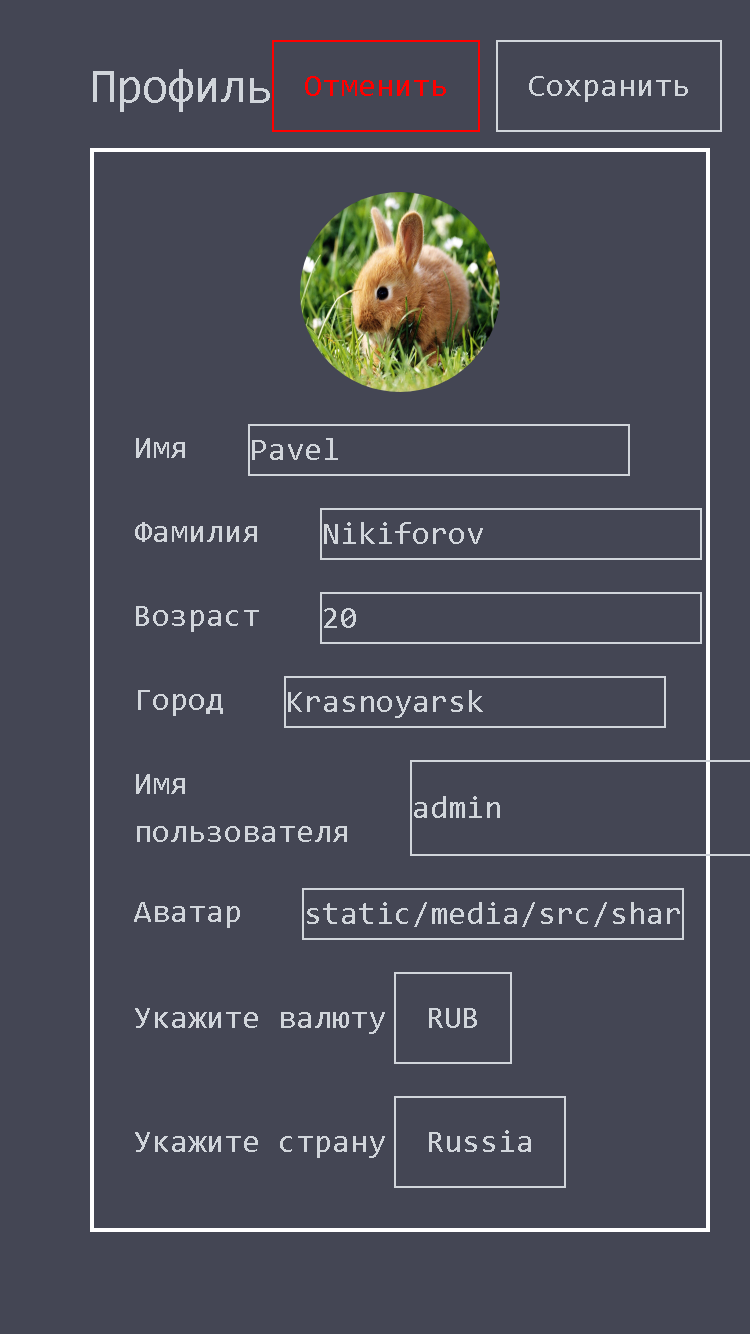 Профиль Отменить Сохранить
Имя Pavel
Фамилия Nikiforov
Возраст 20
Город Krasnoyarsk
Имя
пользователя admin
Аватар static/media/src/shar
Укажите валюту RUB
Укажите страну Russia